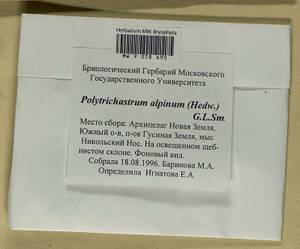 Herbarium MW, Bryophyta
MW 9 058 690
Бриологический Гербарий Московского
Государственного Университета
Polytrichastrum alpinum (Hedw.)
G.L.Sm.
Место сбора: Архипелаг Новая Земля,
Южный о-в, п-ов Гусиная Земля, мыс
Никольский Нос. На освещенном щеб-
нистом склоне. Фоновый вид.
Собрала 18.08.1996. Баринова М.А.
Определила Игнатова Е.А.